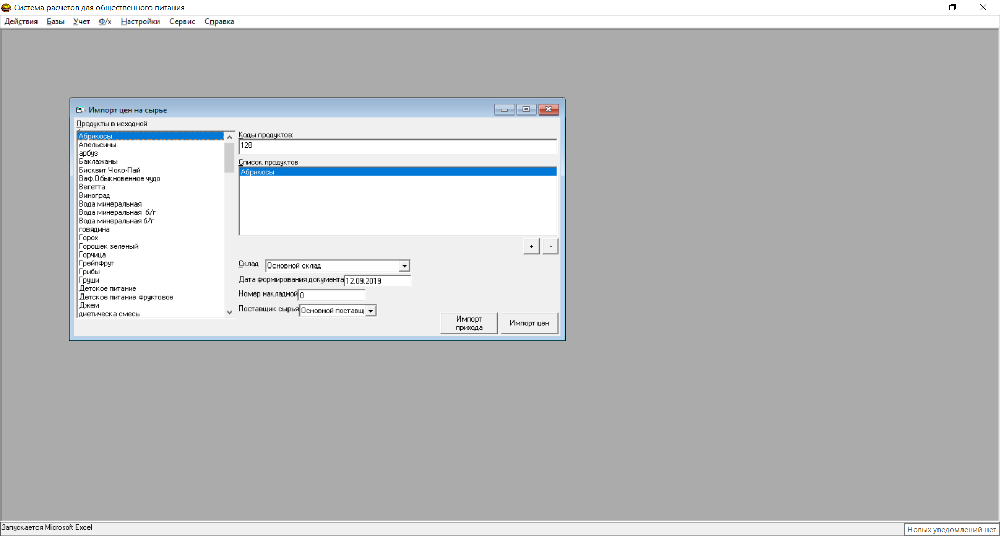 Система расчетов для общественного питания
Действия Базы Учет Ф/х Настройки Сервис Справка
Импорт цен на сырье
Продукты в исходной
Абрикосы
Апельсины
арбуз
Баклажаны
Бисквит Чоко-Пай
Ваф.Обыкновенное чудо
Вегетта
Виноград
Вода минеральная
Вода минеральная  б/г
Вода минеральная б/г
говядина
Горох
Горошек зеленый
Горчица
Грейпфрут
Грибы
Груши
Детское питание
Детское питание фруктовое
Джем
диетическа смесь
Коды продуктов:
128
Список продуктов
Абрикосы
+ -
Склад Основной склад
Дата формирования документа 12.09.2019
Номер накладной 0
Поставщик сырья Основной поставщ
Импорт прихода
Импорт цен
Запускается Microsoft Excel
Новых уведомлений нет